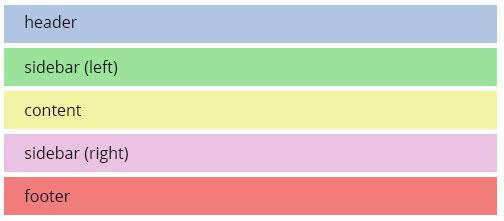 header
sidebar (left)
content
sidebar (right)
footer